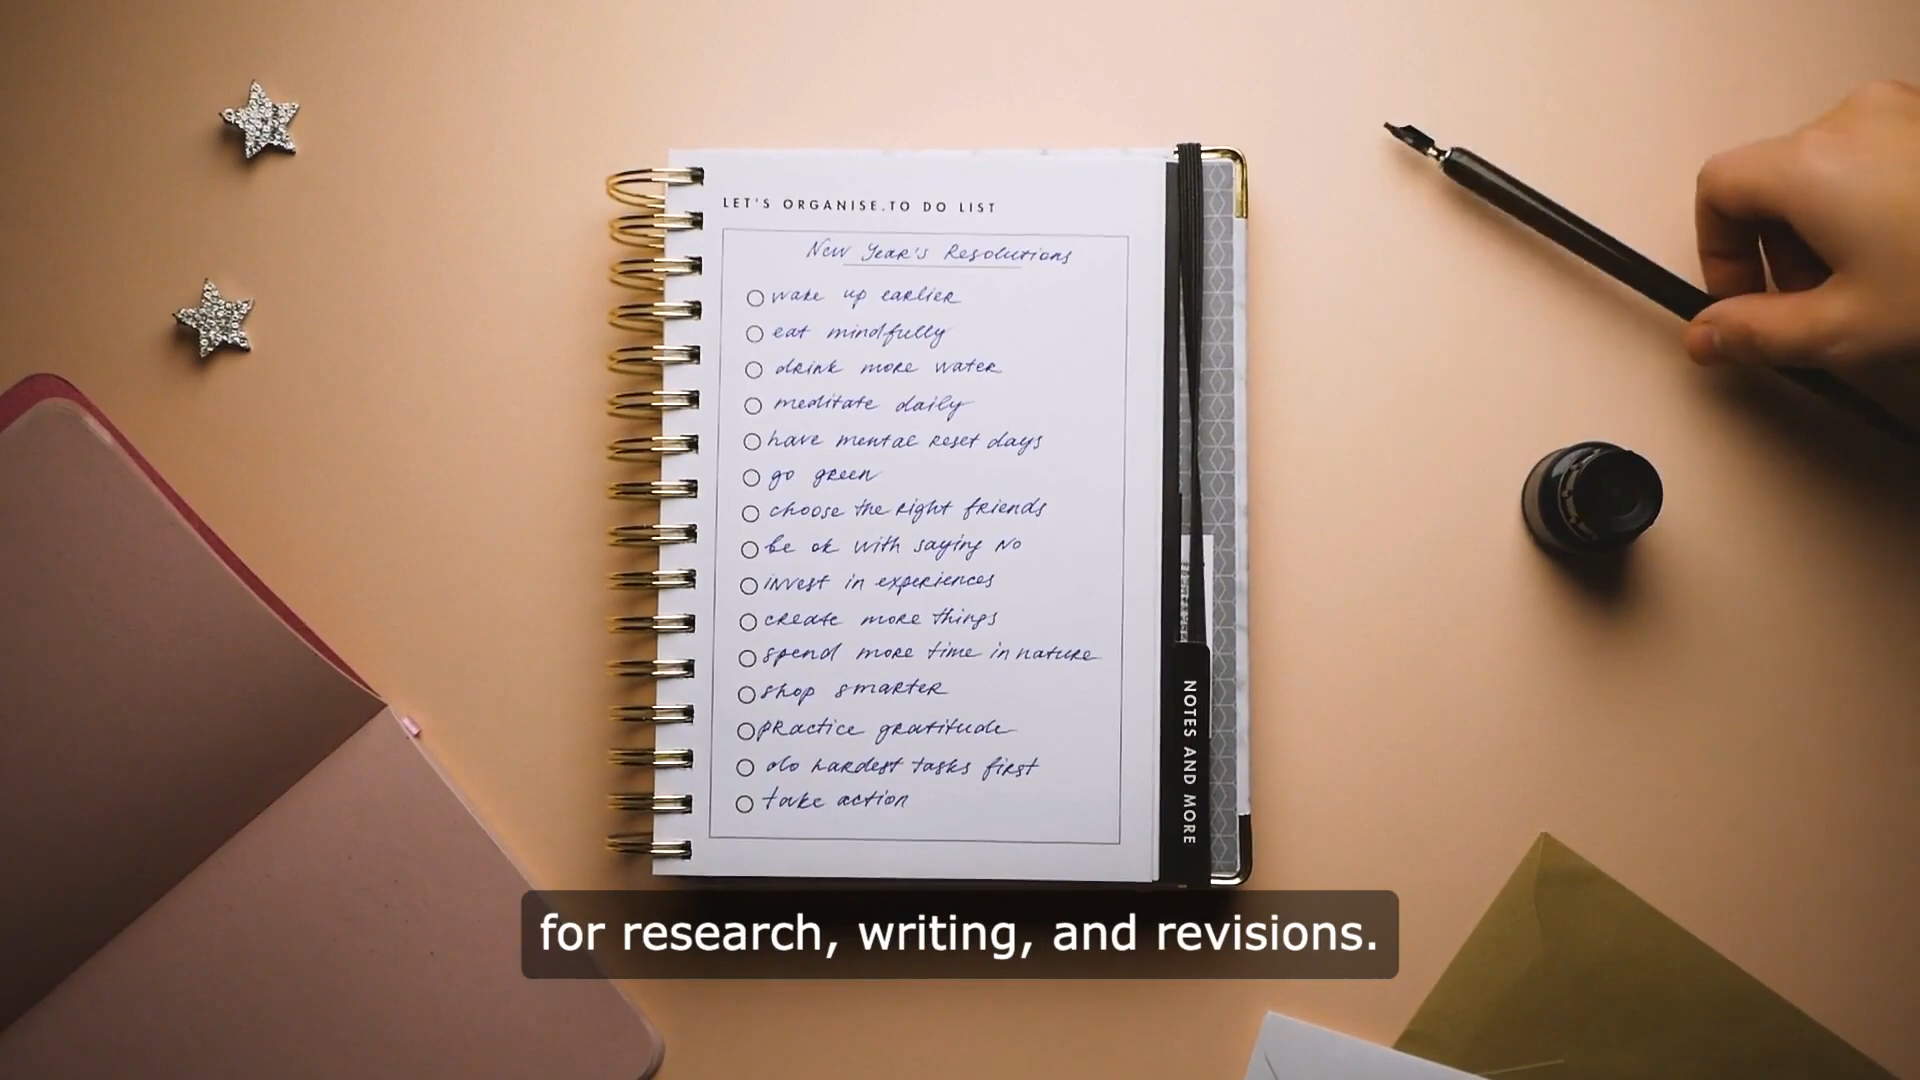 LET'S ORGANISE.TO DO LIST
New Year's Resolutions
wake up earlier
eat mindfully
drink more water
meditate daily
have mental reset days
go green
choose the right friends
be ok with saying NO
invest in experiences
create more things
spend more time in nature
shop smarter
practice gratitude
do hardest tasks first
take action
NOTES AND MORE
for research, writing, and revisions.